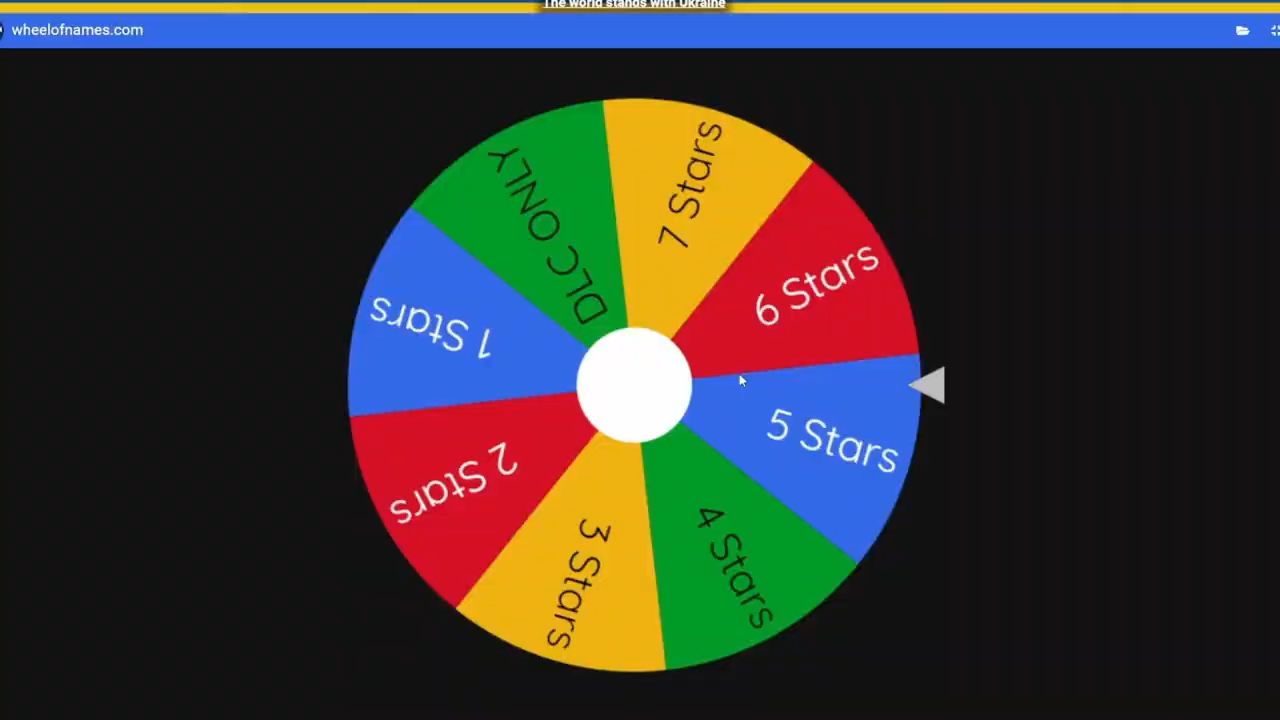 The world stands with Ukraine
wheelofnames.com
7 Stars
6 Stars
5 Stars
4 Stars
3 Stars
2 Stars
1 Stars
DLC ONLY